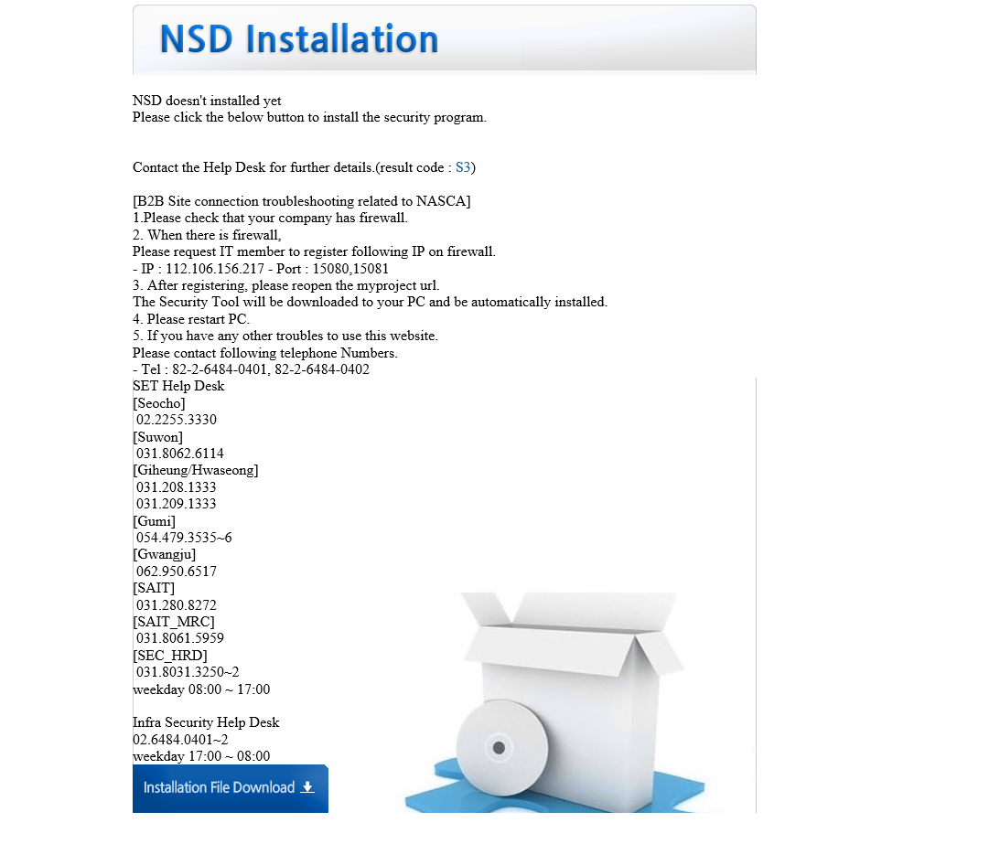 NSD Installation
NSD doesn't installed yet
Please click the below button to install the security program.
Contact the Help Desk for further details.(result code : S3)
[B2B Site connection troubleshooting related to NASCA]
1.Please check that your company has firewall.
2. When there is firewall,
Please request IT member to register following IP on firewall.
- IP : 112.106.156.217 - Port : 15080,15081
3. After registering, please reopen the myproject url.
The Security Tool will be downloaded to your PC and be automatically installed.
4. Please restart PC.
5. If you have any other troubles to use this website.
Please contact following telephone Numbers.
- Tel : 82-2-6484-0401, 82-2-6484-0402
SET Help Desk
[Seocho]
02.2255.3330
[Suwon]
031.8062.6114
[Giheung/Hwaseong]
031.208.1333
031.209.1333
[Gumi]
054.479.3535~6
[Gwangju]
062.950.6517
[SAIT]
031.280.8272
[SAIT_MRC]
031.8061.5959
[SEC_HRD]
031.8031.3250~2
weekday 08:00 ~ 17:00
Infra Security Help Desk
02.6484.0401~2
weekday 17:00 ~ 08:00
Installation File Download